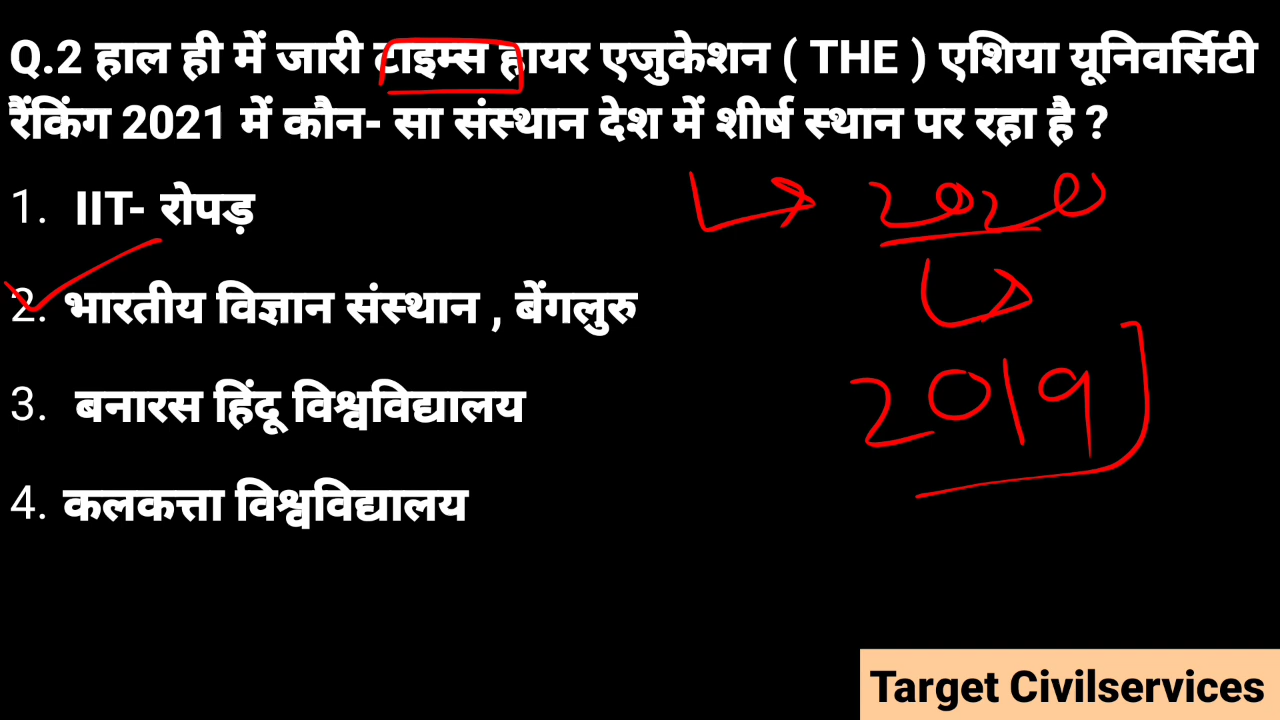 Q.2 हाल ही में जारी टाइम्स हायर एजुकेशन ( THE ) एशिया यूनिवर्सिटी
रैंकिंग 2021 में कौन- सा संस्थान देश में शीर्ष स्थान पर रहा है ?
1. IIT- रोपड़
2020
2. भारतीय विज्ञान संस्थान , बेंगलुरु
2019
3. बनारस हिंदू विश्वविद्यालय
4. कलकत्ता विश्वविद्यालय
Target Civilservices